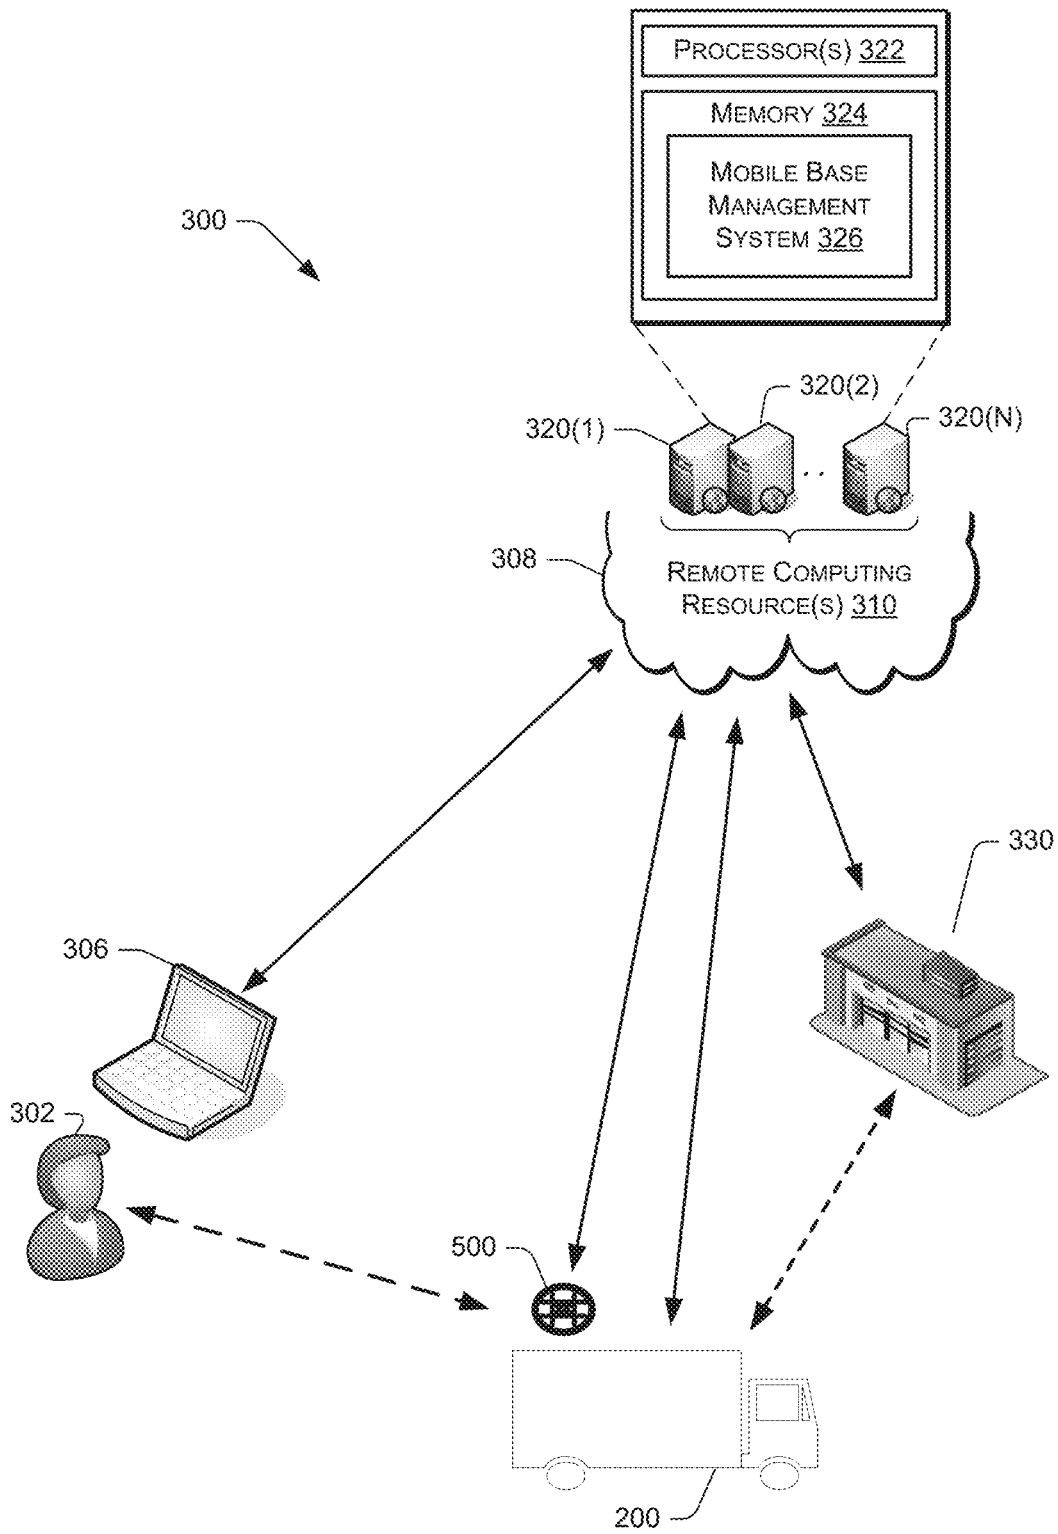 PROCESSOR(S) 322
MEMORY 324
MOBILE BASE
MANAGEMENT
SYSTEM 326
300
320(2)
320(1)
320(N)
308
REMOTE COMPUTING
RESOURCE(S) 310
330
306
302
500
200